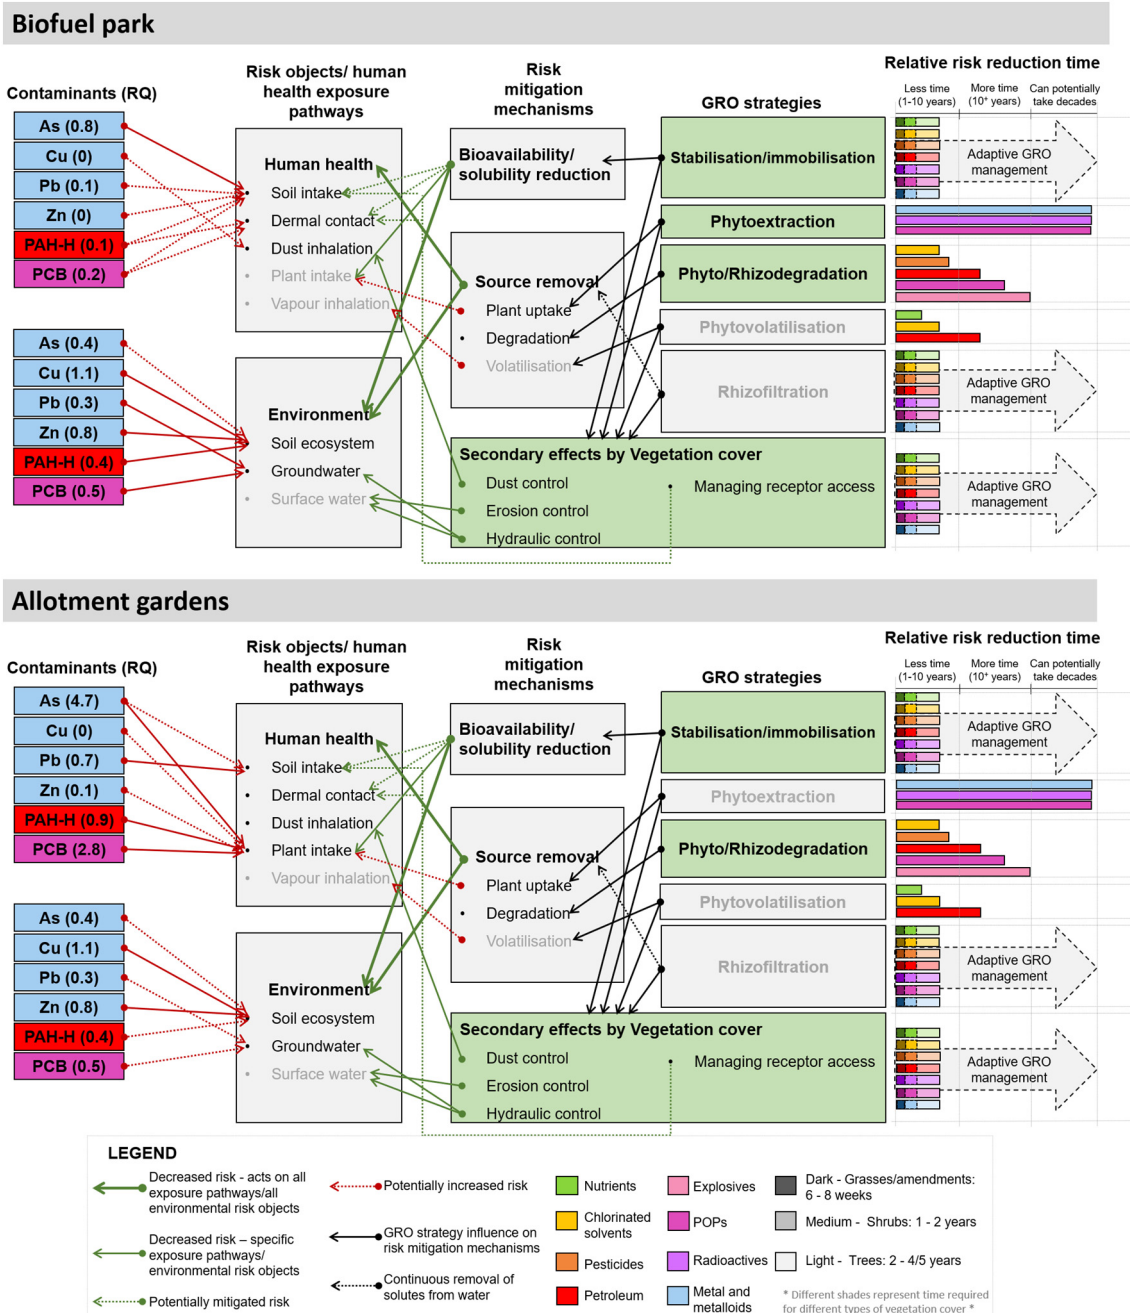 Biofuel park
Relative risk reduction time
Less time
(1-10 years)
More time
(10⁺ years)
Can potentially
take decades
Contaminants (RQ)
Risk objects/ human
health exposure
pathways
Risk
mitigation
mechanisms
GRO strategies
As (0.8)
Cu (0)
Pb (0.1)
Zn (0)
PAH-H (0.1)
PCB (0.2)
Human health
• Soil intake
• Dermal contact
• Dust inhalation
• Plant intake
• Vapour inhalation
Bioavailability/
solubility reduction
Source removal
• Plant uptake
• Degradation
• Volatilisation
Stabilisation/immobilisation
Phytoextraction
Phyto/Rhizodegradation
Phytovolatilisation
Rhizofiltration
Adaptive GRO
management
Adaptive GRO
management
Adaptive GRO
management
As (0.4)
Cu (1.1)
Pb (0.3)
Zn (0.8)
PAH-H (0.4)
PCB (0.5)
Environment
• Soil ecosystem
• Groundwater
• Surface water
Secondary effects by Vegetation cover
Dust control
Erosion control
Hydraulic control
• Managing receptor access
Allotment gardens
Relative risk reduction time
Less time
(1-10 years)
More time
(10⁺ years)
Can potentially
take decades
Contaminants (RQ)
Risk objects/ human
health exposure
pathways
Risk
mitigation
mechanisms
GRO strategies
As (4.7)
Cu (0)
Pb (0.7)
Zn (0.1)
PAH-H (0.9)
PCB (2.8)
Human health
• Soil intake
• Dermal contact
• Dust inhalation
• Plant intake
• Vapour inhalation
Bioavailability/
solubility reduction
Source removal
• Plant uptake
• Degradation
• Volatilisation
Stabilisation/immobilisation
Phytoextraction
Phyto/Rhizodegradation
Phytovolatilisation
Rhizofiltration
Adaptive GRO
management
Adaptive GRO
management
Adaptive GRO
management
As (0.4)
Cu (1.1)
Pb (0.3)
Zn (0.8)
PAH-H (0.4)
PCB (0.5)
Environment
• Soil ecosystem
• Groundwater
• Surface water
Secondary effects by Vegetation cover
Dust control
Erosion control
Hydraulic control
• Managing receptor access
LEGEND
Decreased risk - acts on all
exposure pathways/all
environmental risk objects
Decreased risk – specific
exposure pathways/
environmental risk objects
Potentially mitigated risk
Potentially increased risk
GRO strategy influence on
risk mitigation mechanisms
Continuous removal of
solutes from water
Nutrients
Chlorinated
solvents
Pesticides
Petroleum
Explosives
POPs
Radioactives
Metal and
metalloids
Dark - Grasses/amendments:
6 - 8 weeks
Medium - Shrubs: 1 - 2 years
Light - Trees: 2 - 4/5 years
* Different shades represent time required
for different types of vegetation cover *